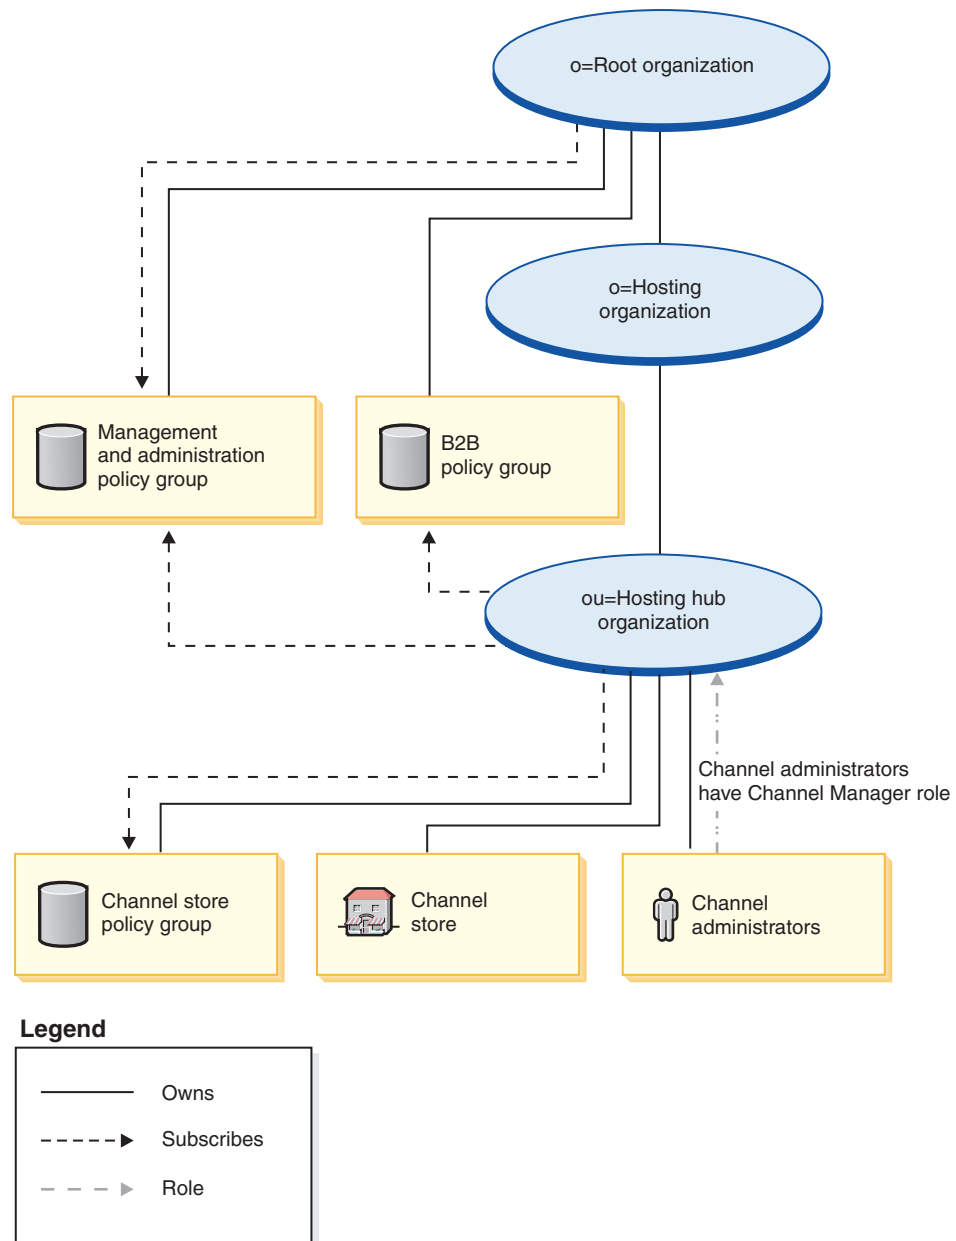 o=Root organization
o=Hosting
organization
Management
and administration
policy group
B2B
policy group
ou=Hosting hub
organization
Channel administrators
have Channel Manager role
Channel store
policy group
Channel
store
Channel
administrators
Legend
Owns
Subscribes
Role